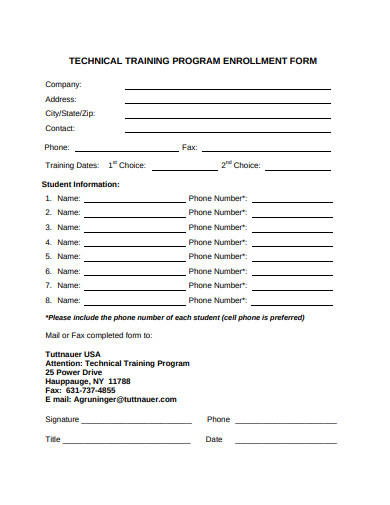 TECHNICAL TRAINING PROGRAM ENROLLMENT FORM
Company:
Address:
City/State/Zip:
Contact:
Phone: Fax:
Training Dates: 1st Choice: 2nd Choice:
Student Information:
1. Name: Phone Number*:
2. Name: Phone Number*:
3. Name: Phone Number*:
4. Name: Phone Number*:
5. Name: Phone Number*:
6. Name: Phone Number*:
7. Name: Phone Number*:
8. Name: Phone Number*:
*Please include the phone number of each student (cell phone is preferred)
Mail or Fax completed form to:
Tuttnauer USA
Attention: Technical Training Program
25 Power Drive
Hauppauge, NY 11788
Fax: 631-737-4855
E mail: Agruninger@tuttnauer.com
Signature Phone
Title Date